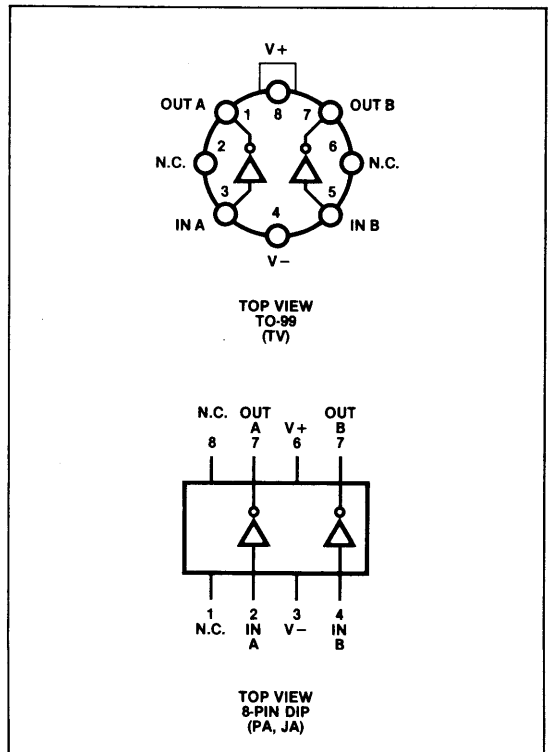 V+
OUT A 1 8 7 OUT B
N.C. 2 6 N.C.
3 4 5
IN A IN B
V–
TOP VIEW
TO-99
(TV)
N.C. OUT OUT
A V+ B
8 7 6 7
1 2 3 4
N.C. IN V– IN
A B
TOP VIEW
8-PIN DIP
(PA, JA)